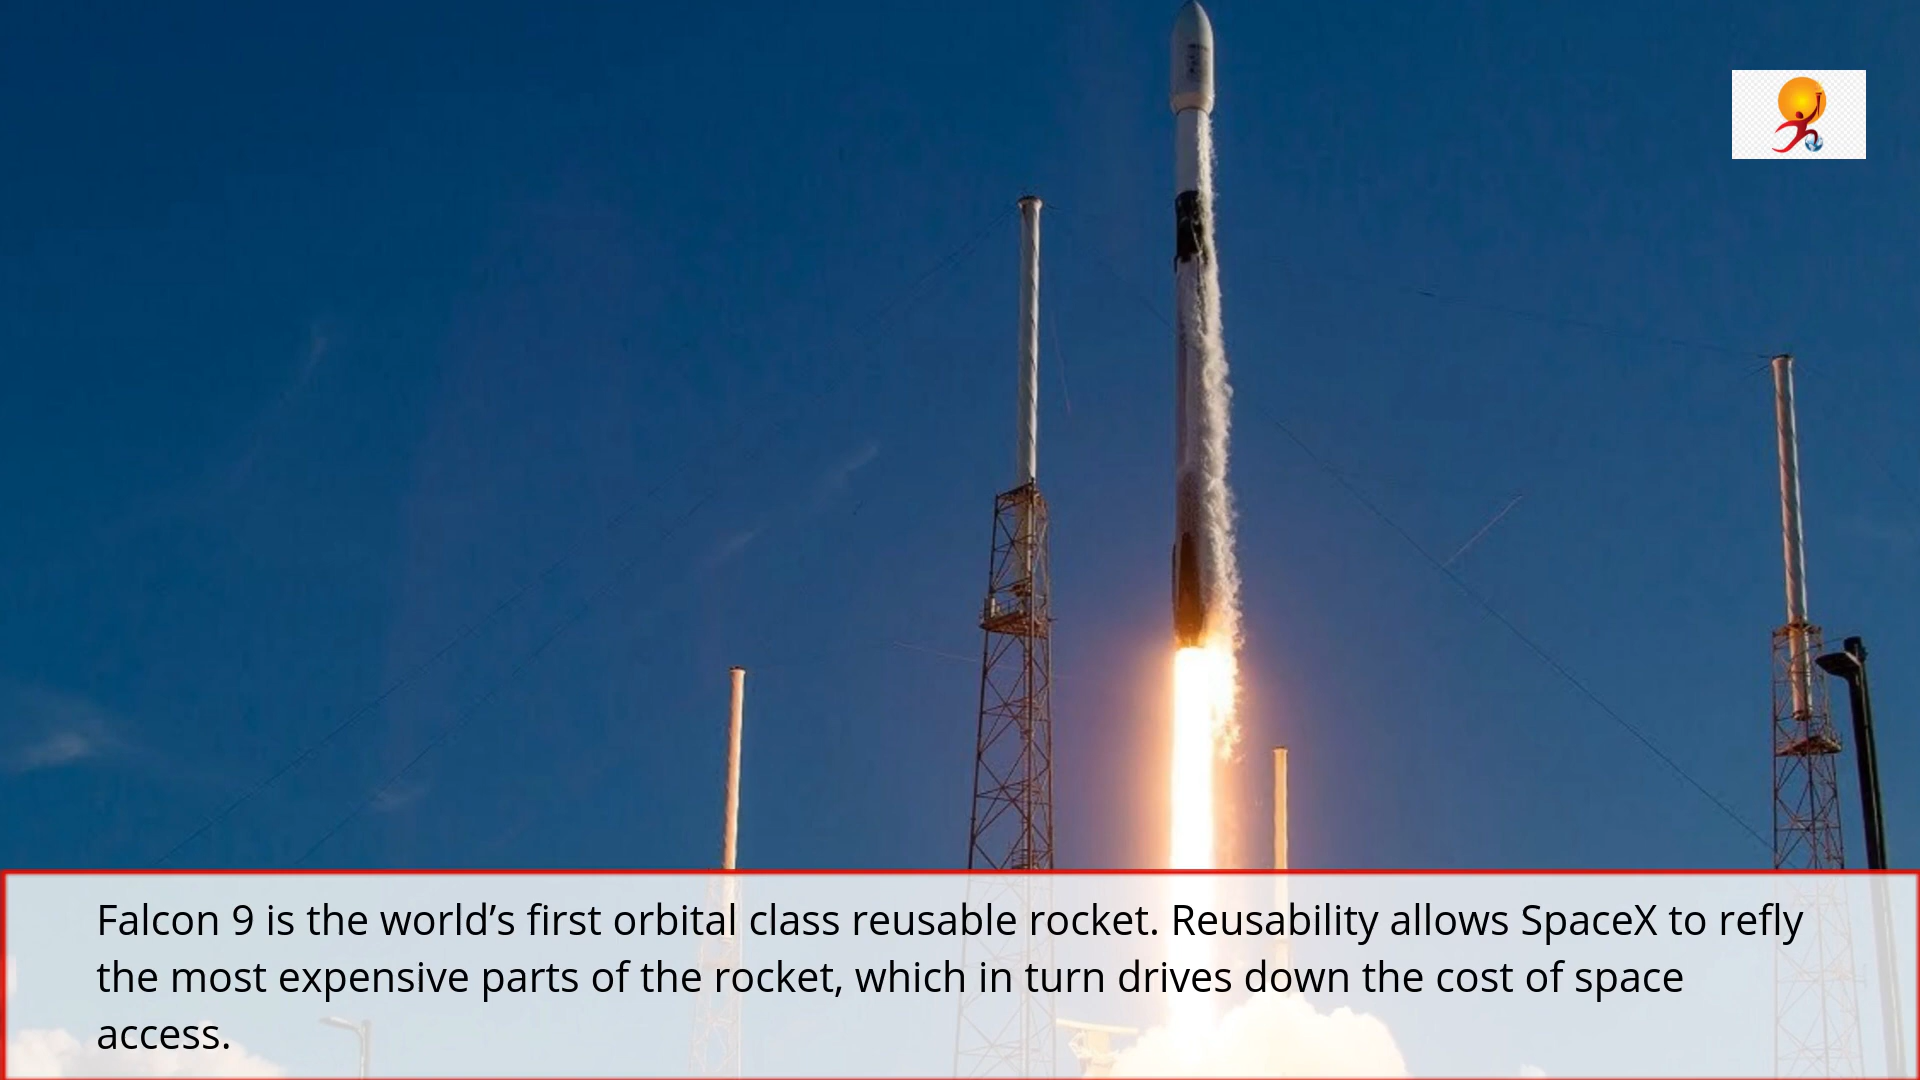 Falcon 9 is the world’s first orbital class reusable rocket. Reusability allows SpaceX to refly
the most expensive parts of the rocket, which in turn drives down the cost of space
access.